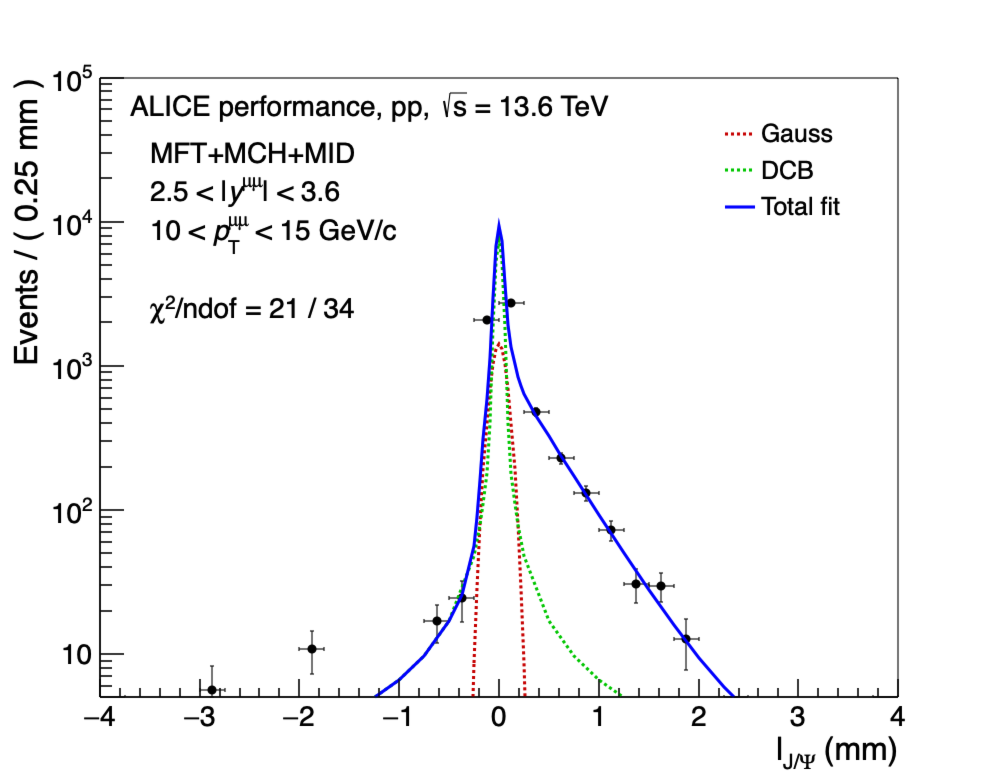 ALICE performance, pp, √s = 13.6 TeV
MFT+MCH+MID
2.5 < |y^μμ| < 3.6
10 < p_T^μμ < 15 GeV/c
χ²/ndof = 21 / 34
Gauss
DCB
Total fit
Events / ( 0.25 mm )
10⁵
10⁴
10³
10²
10
−4 −3 −2 −1 0 1 2 3 4
l_J/Ψ (mm)